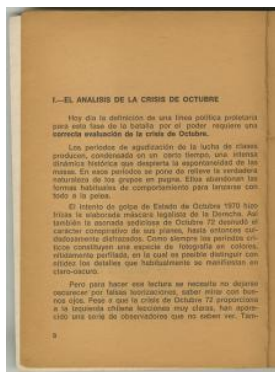 I.—EL ANALISIS DE LA CRISIS DE OCTUBRE
Hoy día la definición de una línea política proletaria
para esta fase de la batalla por el poder requiere una
correcta evaluación de la crisis de Octubre.
Los períodos de agudización de la lucha de clases
producen, condensada en un corto tiempo, una intensa
dinámica histórica que despierta la espontaneidad de las
masas. En esos períodos se pone de relieve la verdadera
naturaleza de los grupos en pugna. Ellos abandonan las
formas habituales de comportamiento para lanzarse con
todo a la pelea.
El intento de golpe de Estado de Octubre 1970 hizo
trizas la elaborada máscara legalista de la Derecha. Así
también la asonada sediciosa de Octubre 72 desnudó el
carácter conspirativo de sus planes, hasta entonces cui-
dadosamente disfrazados. Como siempre los períodos crí-
ticos constituyen una especie de fotografía en colores,
nítidamente perfilada, en la cual es posible distinguir con
nitidez los detalles que habitualmente se manifiestan en
claro-oscuro.
Pero para hacer esa lectura se necesita no dejarse
oscurecer por falsas teorizaciones, saber mirar con bue-
nos ojos. Pese a que la crisis de Octubre 72 proporciona
a la izquierda chilena lecciones muy claras, han apare-
cido una serie de observadores que no saben ver. Tam-